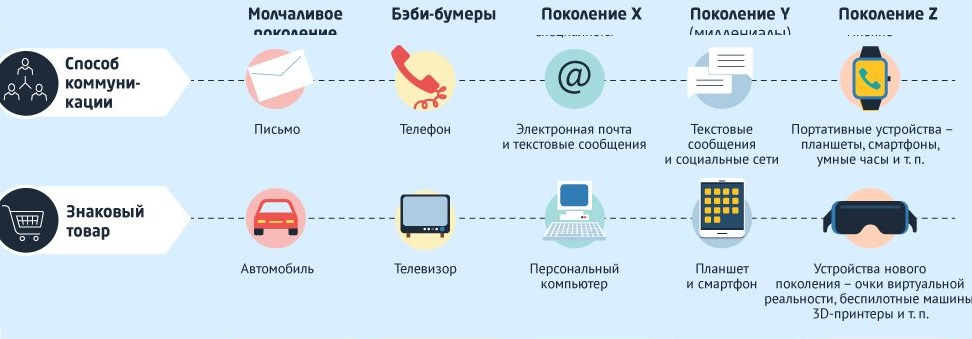 Молчаливое
поколение
Бэби-бумеры
Поколение X
Поколение Y
(миллениалы)
Поколение Z
Способ
коммуни-
кации
@
Письмо
Телефон
Электронная почта
и текстовые сообщения
Текстовые
сообщения
и социальные сети
Портативные устройства –
планшеты, смартфоны,
умные часы и т. п.
Знаковый
товар
Автомобиль
Телевизор
Персональный
компьютер
Планшет
и смартфон
Устройства нового
поколения – очки виртуальной
реальности, беспилотные машины
3D-принтеры и т. п.